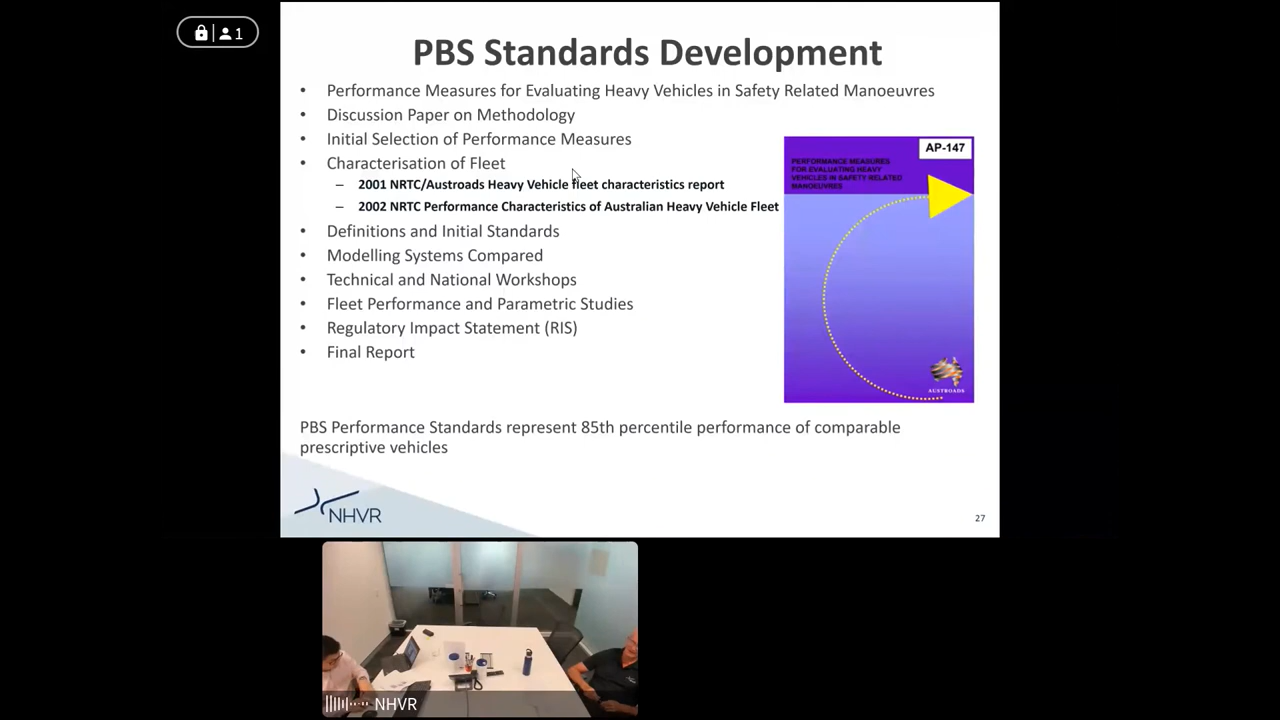 1
PBS Standards Development
• Performance Measures for Evaluating Heavy Vehicles in Safety Related Manoeuvres
• Discussion Paper on Methodology
• Initial Selection of Performance Measures
• Characterisation of Fleet
– 2001 NRTC/Austroads Heavy Vehicle fleet characteristics report
– 2002 NRTC Performance Characteristics of Australian Heavy Vehicle Fleet
• Definitions and Initial Standards
• Modelling Systems Compared
• Technical and National Workshops
• Fleet Performance and Parametric Studies
• Regulatory Impact Statement (RIS)
• Final Report
AP-147
PERFORMANCE MEASURES
FOR EVALUATING HEAVY
VEHICLES IN SAFETY RELATED
MANOEUVRES
AUSTROADS
PBS Performance Standards represent 85th percentile performance of comparable
prescriptive vehicles
NHVR
27
NHVR